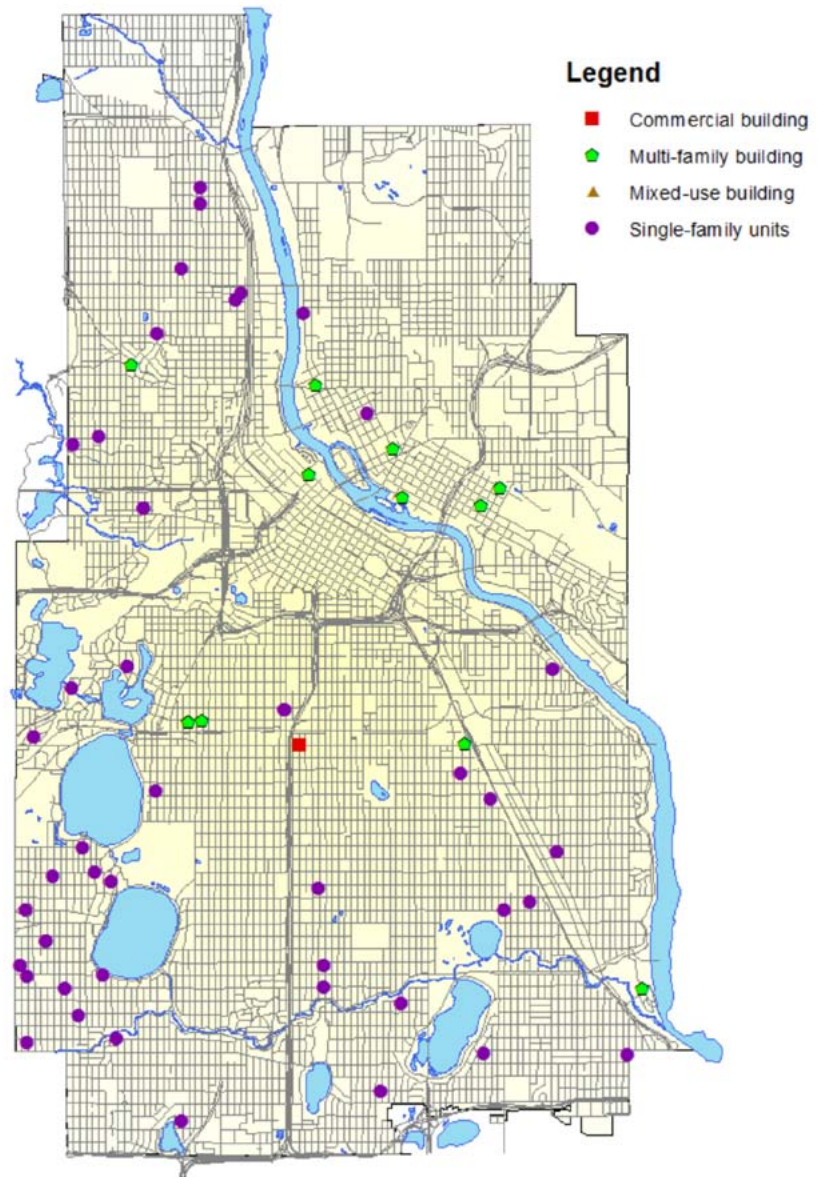 Legend
Commercial building
Multi-family building
Mixed-use building
Single-family units